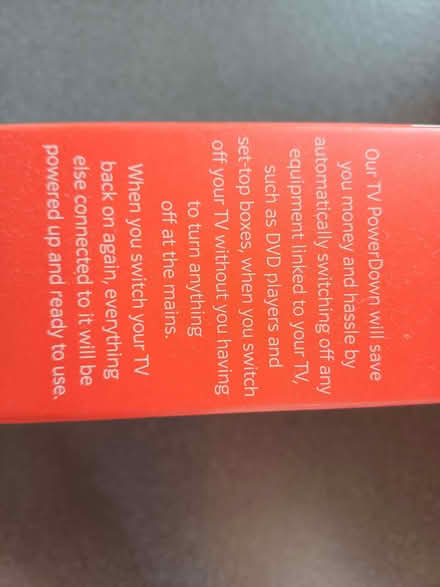 Our TV PowerDown will save
you money and hassle by
automatically switching off any
equipment linked to your TV,
such as DVD players and
set-top boxes, when you switch
off your TV without you having
to turn anything
off at the mains.
When you switch your TV
back on again, everything
else connected to it will be
powered up and ready to use.